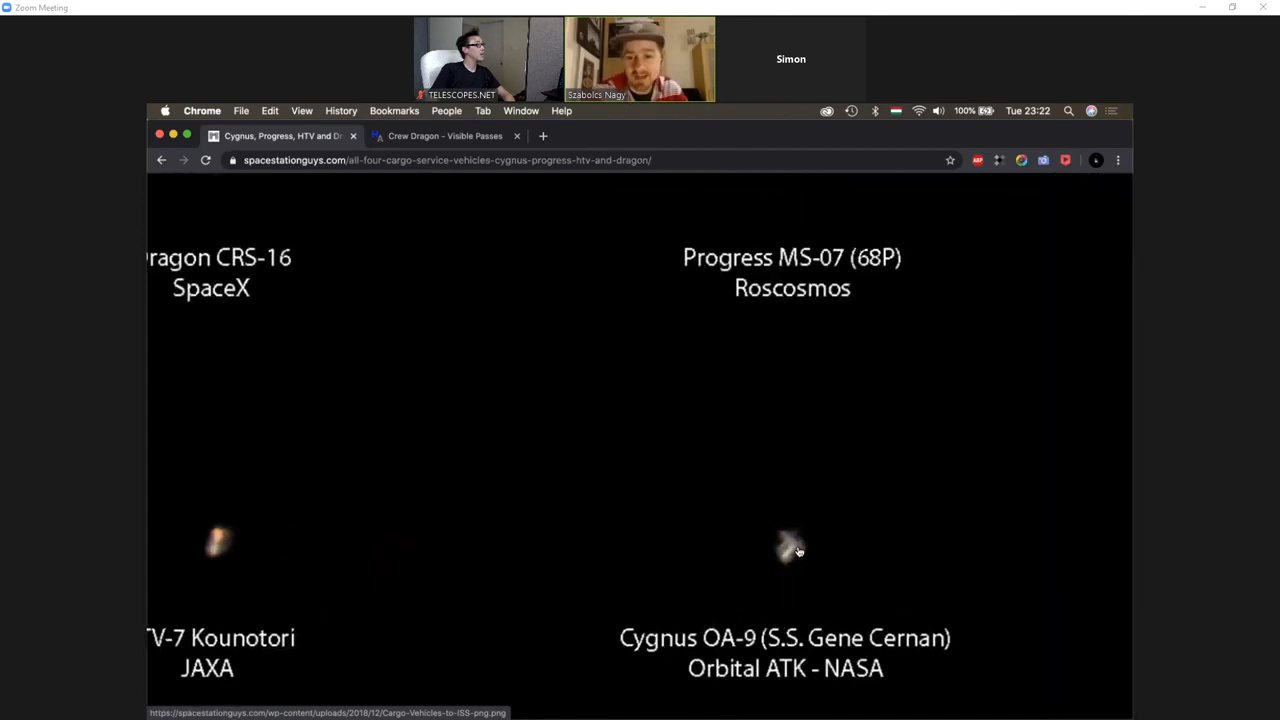 Zoom Meeting
TELESCOPES.NET
Szabolcs Nagy
Simon
Chrome File Edit View History Bookmarks People Tab Window Help
100% Tue 23:22
Cygnus, Progress, HTV and Dr
Crew Dragon - Visible Passes
spacestationguys.com/all-four-cargo-service-vehicles-cygnus-progress-htv-and-dragon/
ABP
ragon CRS-16
SpaceX
Progress MS-07 (68P)
Roscosmos
TV-7 Kounotori
JAXA
Cygnus OA-9 (S.S. Gene Cernan)
Orbital ATK - NASA
https://spacestationguys.com/wp-content/uploads/2018/12/Cargo-Vehicles-to-ISS-png.png